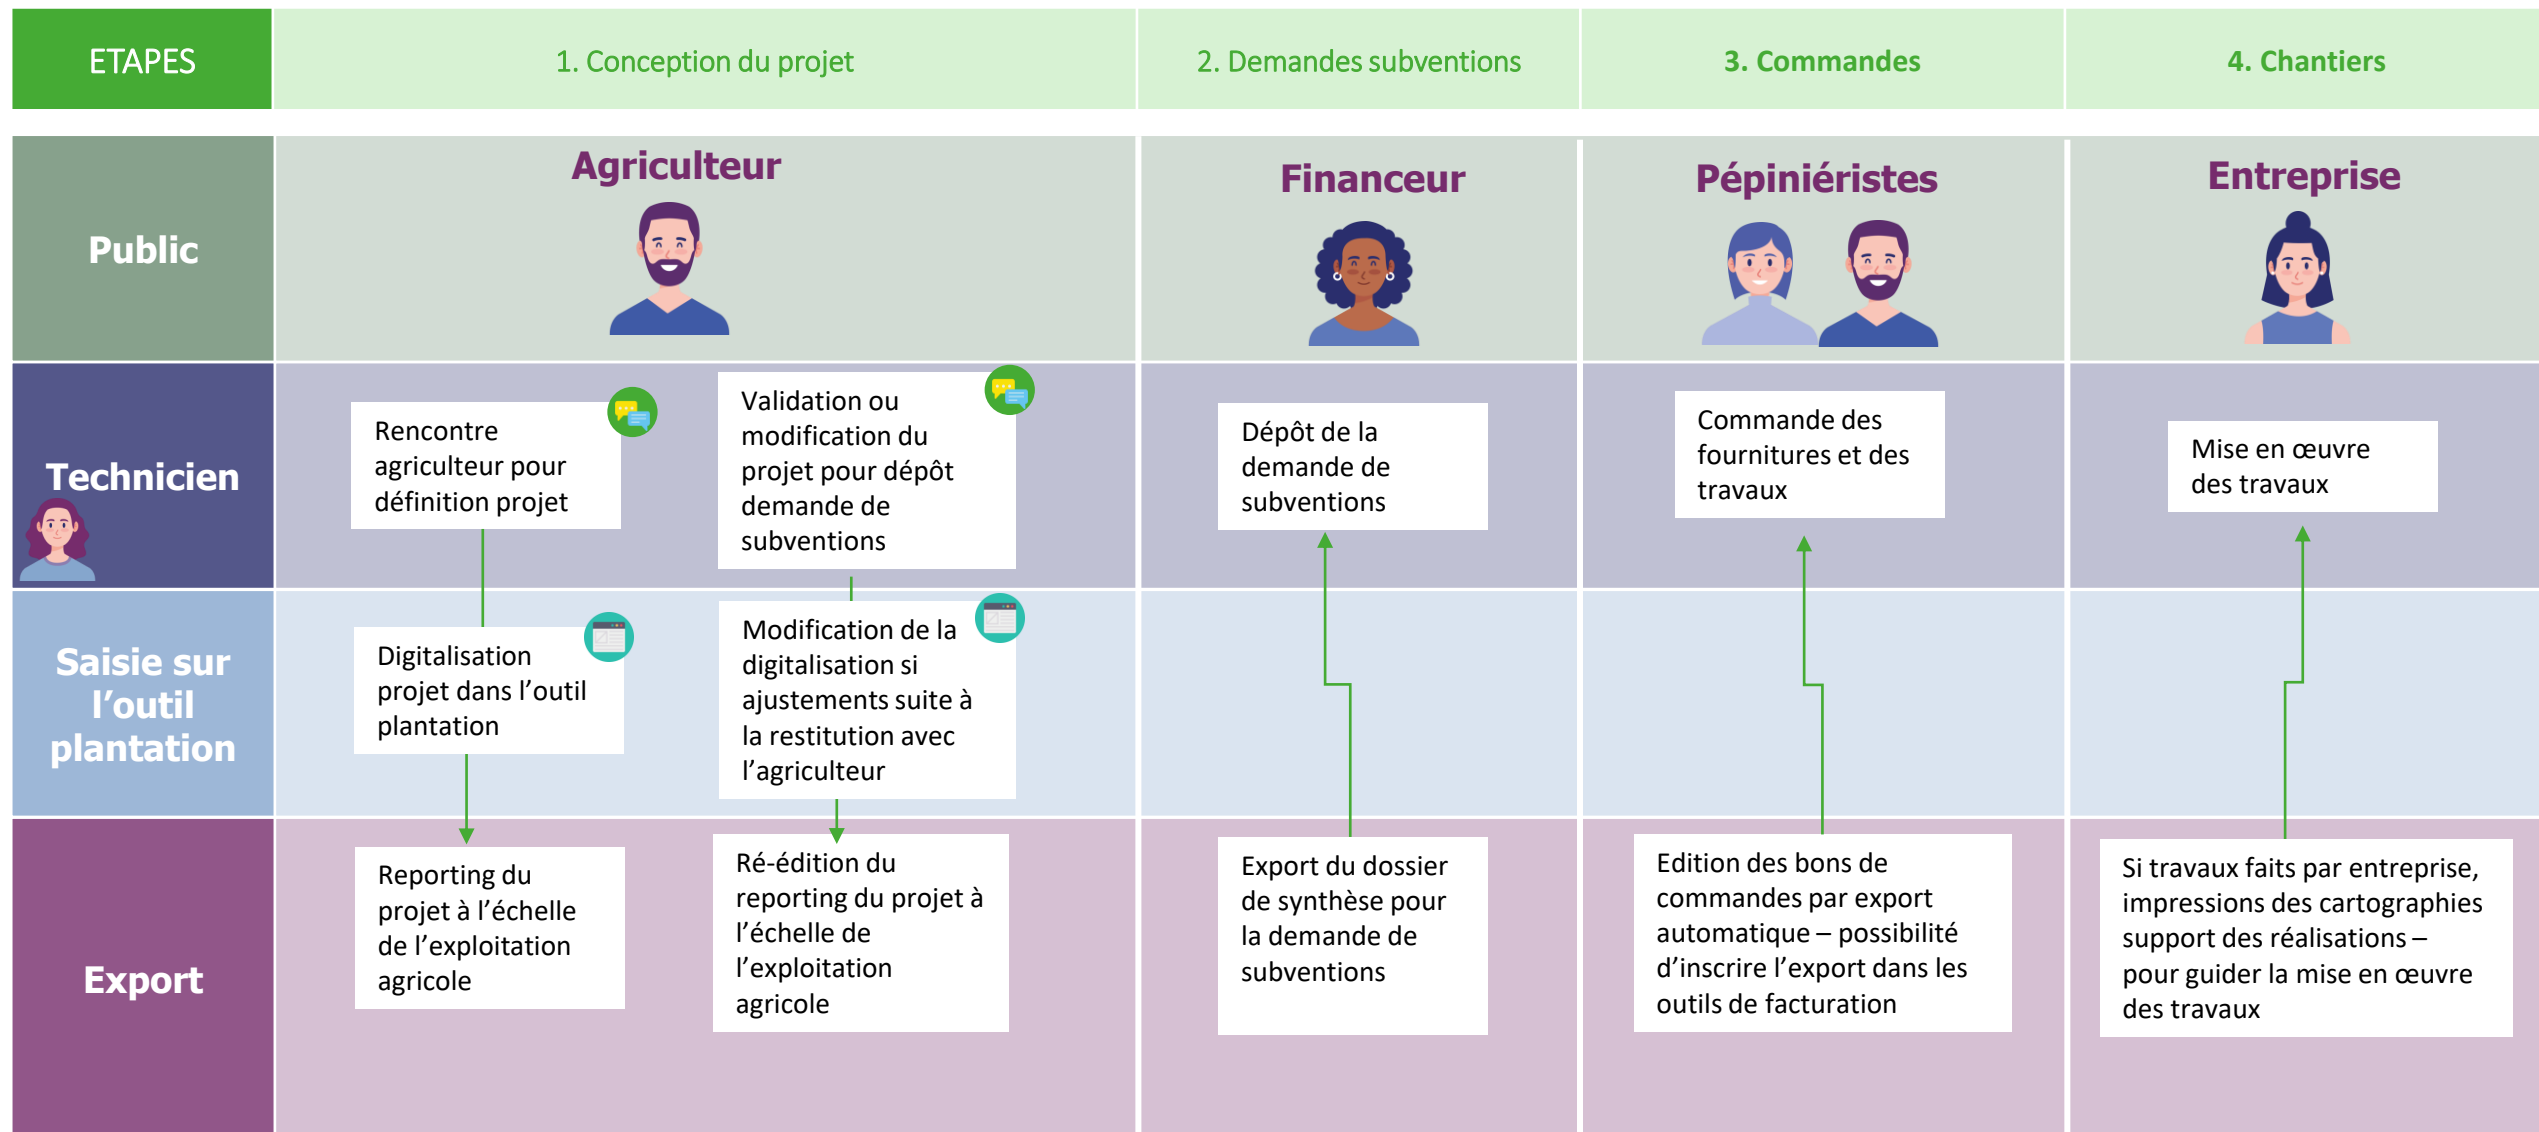 ETAPES
1. Conception du projet
2. Demandes subventions
3. Commandes
4. Chantiers
Public
Agriculteur
Financeur
Pépiniéristes
Entreprise
Technicien
Rencontre
agriculteur pour
définition projet
Validation ou
modification du
projet pour dépôt
demande de
subventions
Dépôt de la
demande de
subventions
Commande des
fournitures et des
travaux
Mise en œuvre
des travaux
Saisie sur
l’outil
plantation
Digitalisation
projet dans l’outil
plantation
Modification de la
digitalisation si
ajustements suite à
la restitution avec
l’agriculteur
Export
Reporting du
projet à l’échelle
de l’exploitation
agricole
Ré-édition du
reporting du projet à
l’échelle de
l’exploitation
agricole
Export du dossier
de synthèse pour
la demande de
subventions
Edition des bons de
commandes par export
automatique – possibilité
d’inscrire l’export dans les
outils de facturation
Si travaux faits par entreprise,
impressions des cartographies
support des réalisations –
pour guider la mise en œuvre
des travaux